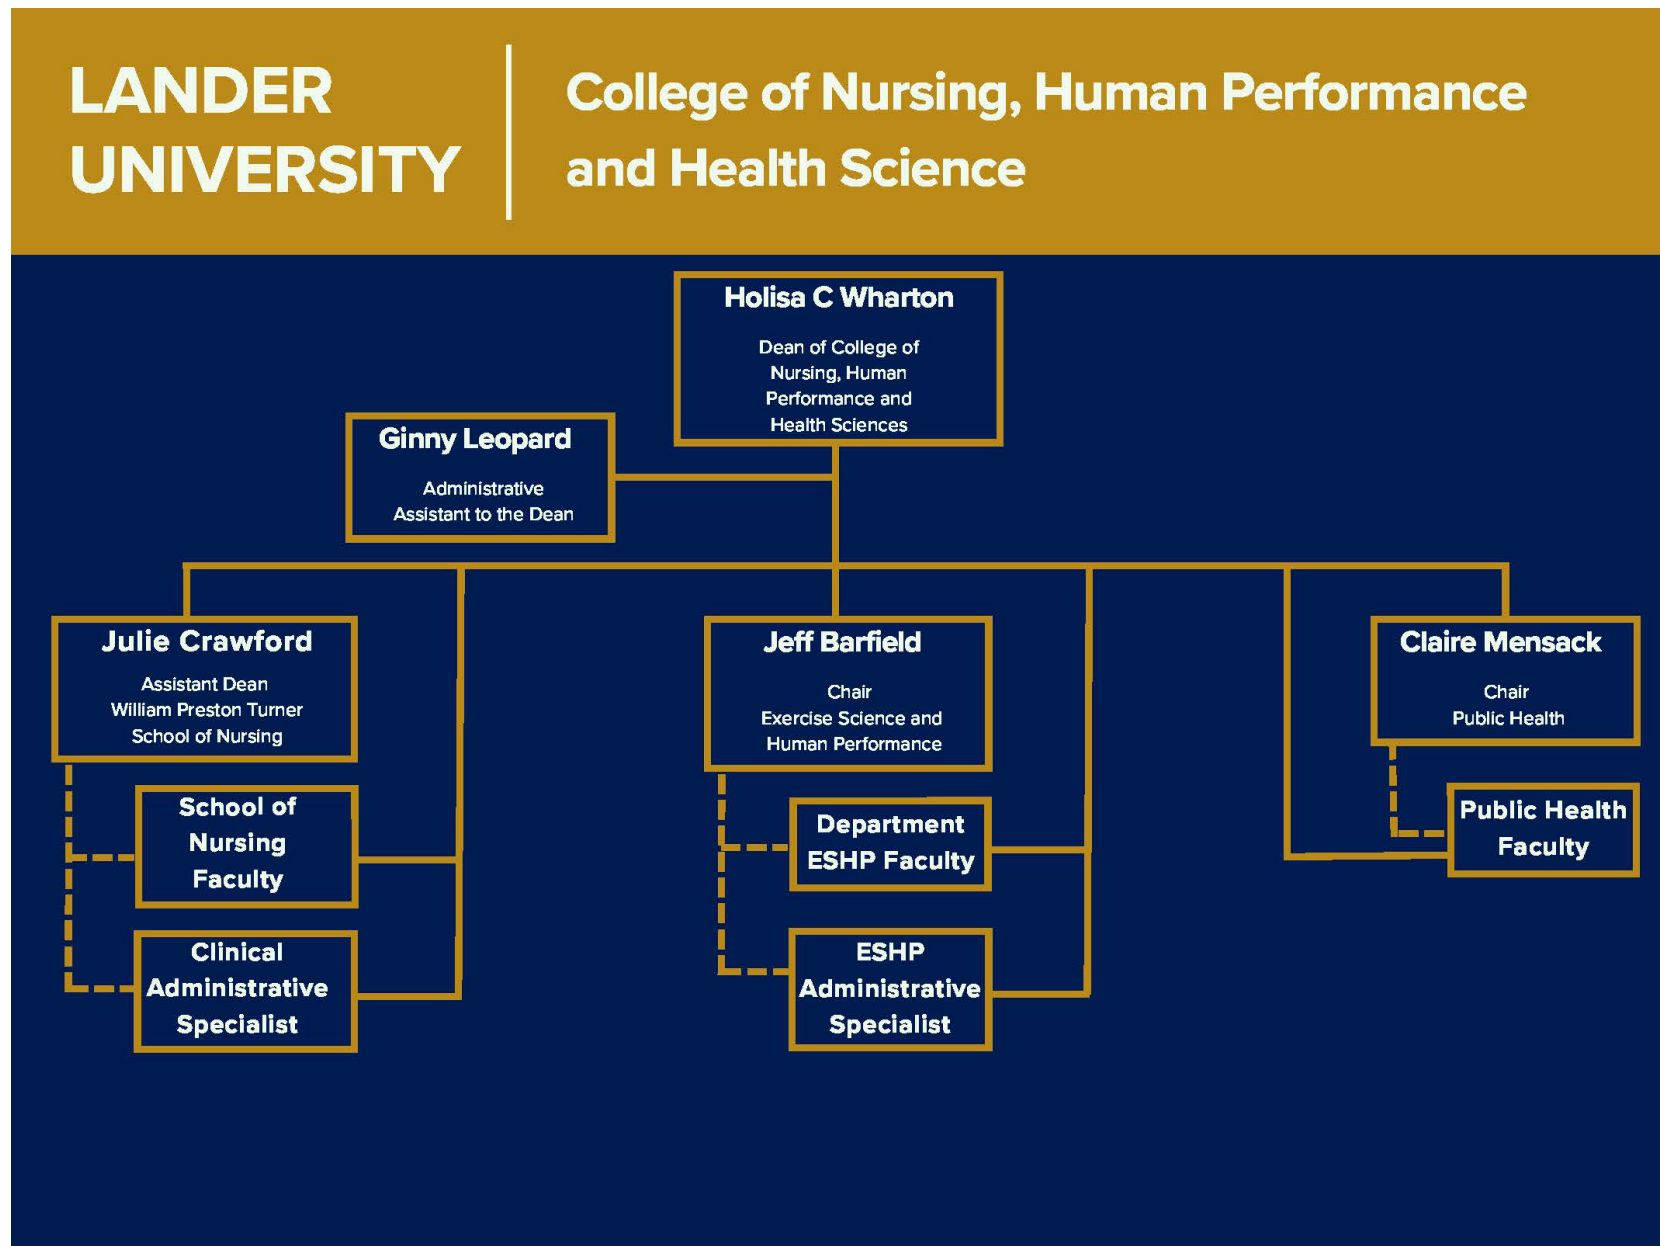 LANDER
UNIVERSITY
College of Nursing, Human Performance
and Health Science
Holisa C Wharton
Dean of College of
Nursing, Human
Performance and
Health Sciences
Ginny Leopard
Administrative
Assistant to the Dean
Julie Crawford
Assistant Dean
William Preston Turner
School of Nursing
School of
Nursing
Faculty
Clinical
Administrative
Specialist
Jeff Barfield
Chair
Exercise Science and
Human Performance
Department
ESHP Faculty
ESHP
Administrative
Specialist
Claire Mensack
Chair
Public Health
Public Health
Faculty